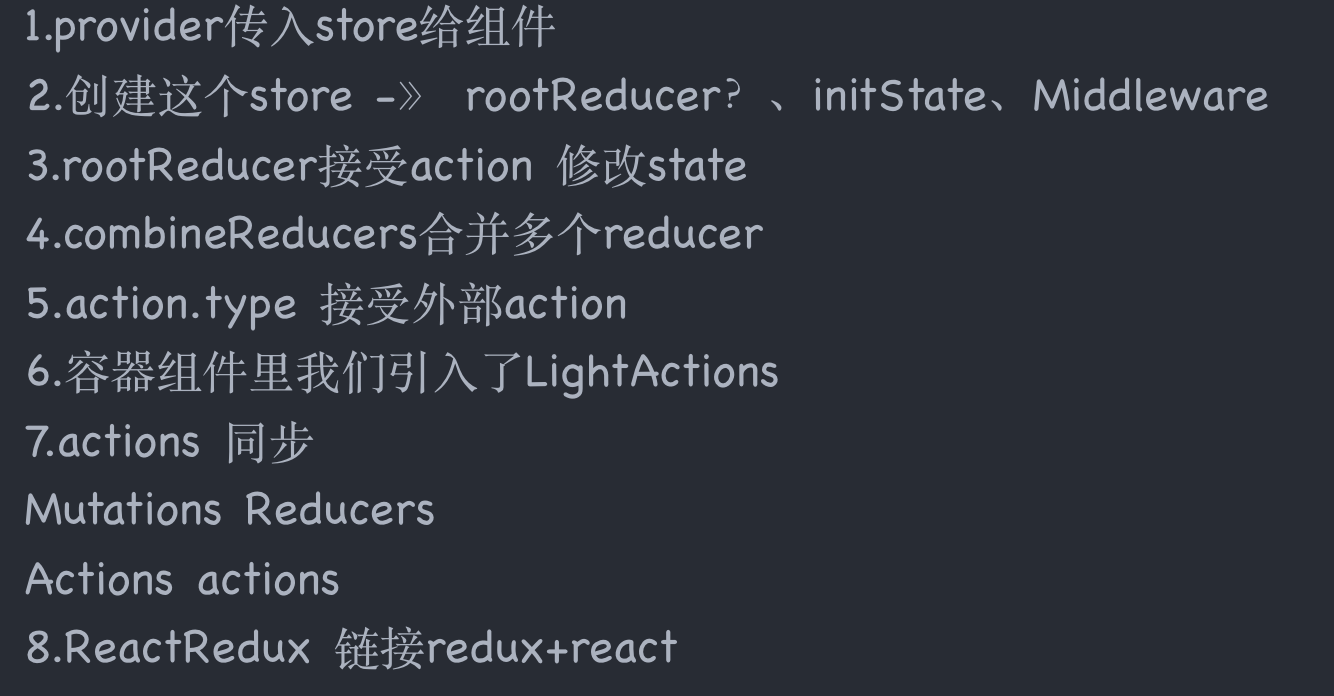 1.provider传入store给组件
2.创建这个store -》 rootReducer？、initState、Middleware
3.rootReducer接受action 修改state
4.combineReducers合并多个reducer
5.action.type 接受外部action
6.容器组件里我们引入了LightActions
7.actions 同步
Mutations Reducers
Actions actions
8.ReactRedux 链接redux+react